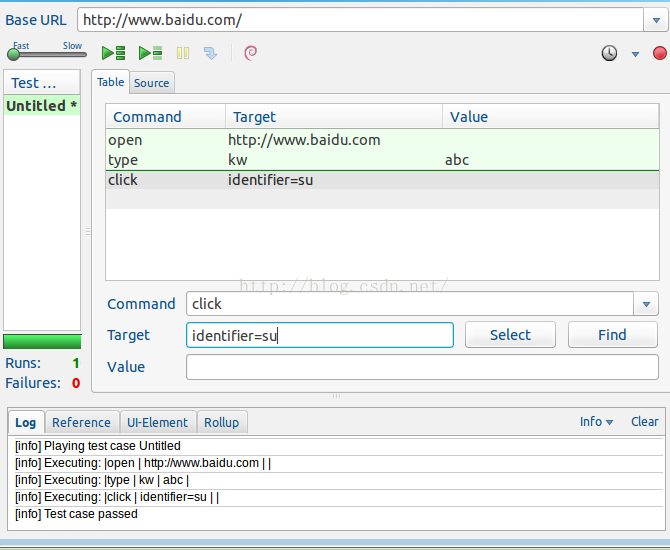 Base URL http://www.baidu.com/
Fast Slow
Test ... Table Source
Untitled *
Command Target Value
open http://www.baidu.com
type kw abc
click identifier=su
http://blog.csdn.net/
Command click
Target identifier=su Select Find
Value
Runs: 1
Failures: 0
Log Reference UI-Element Rollup Info Clear
[info] Playing test case Untitled
[info] Executing: |open | http://www.baidu.com | |
[info] Executing: |type | kw | abc |
[info] Executing: |click | identifier=su | |
[info] Test case passed